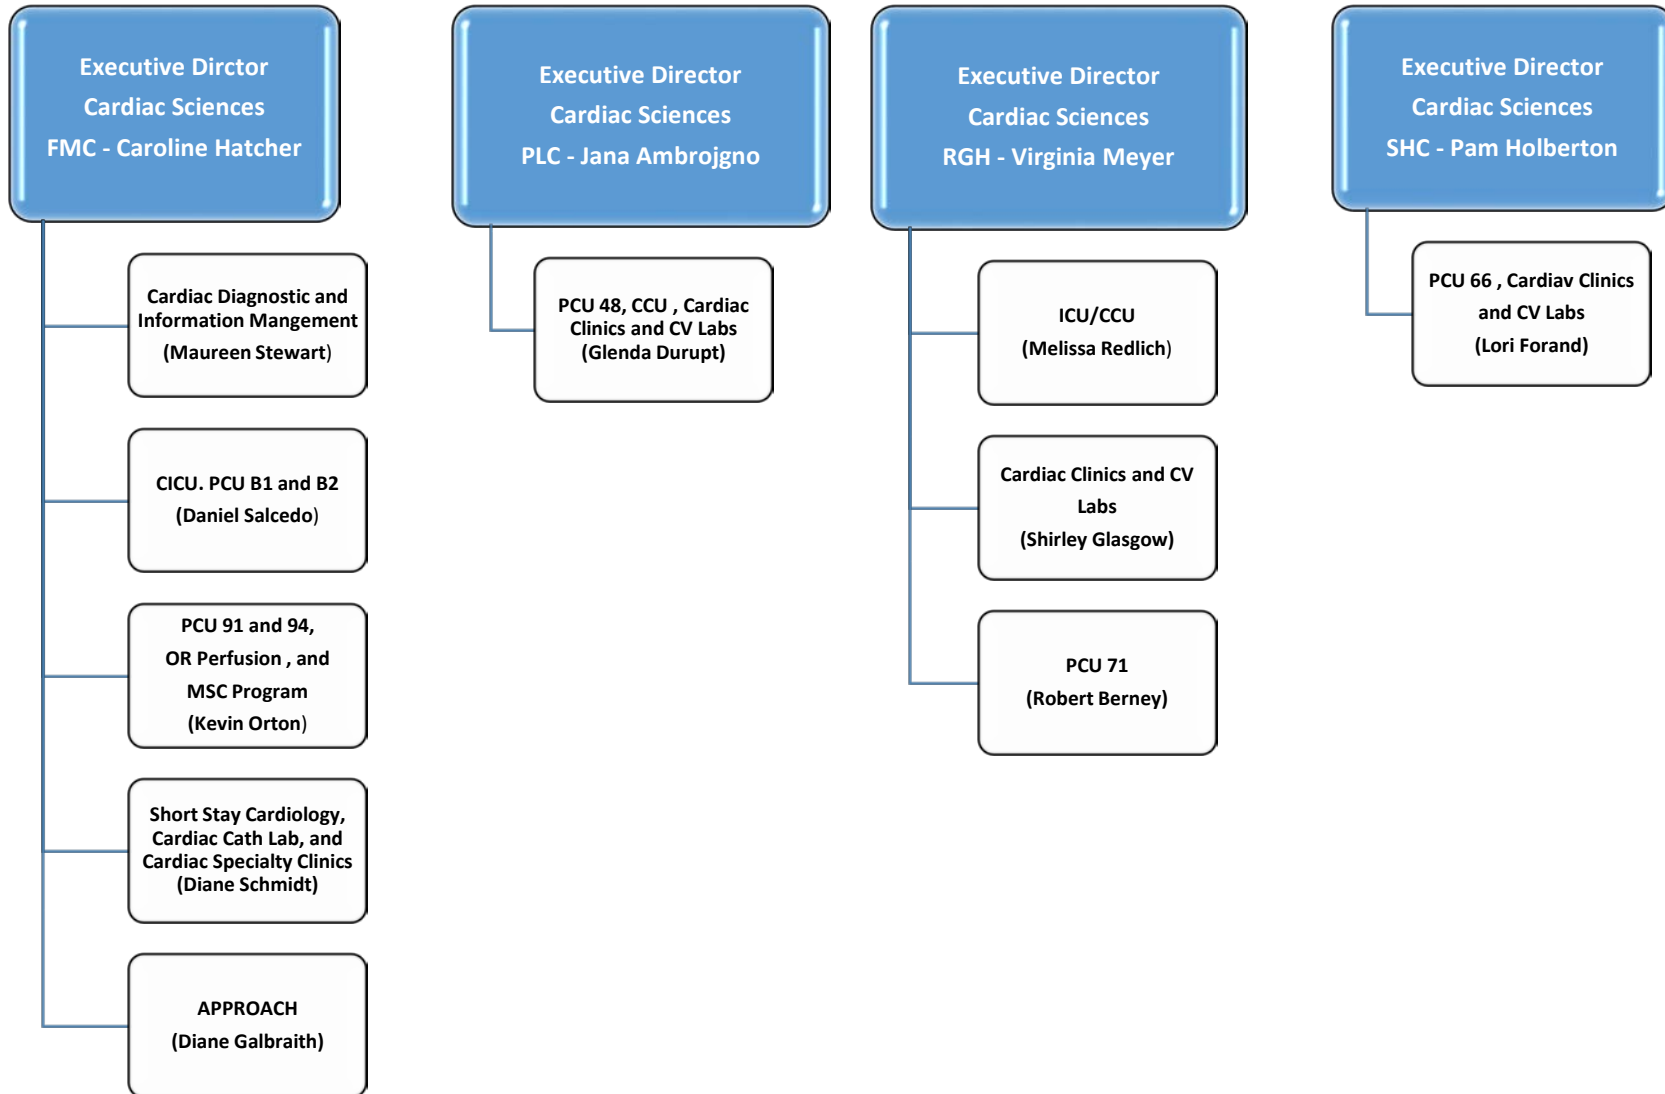 Executive Dirctor
Cardiac Sciences
FMC - Caroline Hatcher
Cardiac Diagnostic and
Information Mangement
(Maureen Stewart)
CICU. PCU B1 and B2
(Daniel Salcedo)
PCU 91 and 94,
OR Perfusion , and
MSC Program
(Kevin Orton)
Short Stay Cardiology,
Cardiac Cath Lab, and
Cardiac Specialty Clinics
(Diane Schmidt)
APPROACH
(Diane Galbraith)
Executive Director
Cardiac Sciences
PLC - Jana Ambrojgno
PCU 48, CCU , Cardiac
Clinics and CV Labs
(Glenda Durupt)
Executive Director
Cardiac Sciences
RGH - Virginia Meyer
ICU/CCU
(Melissa Redlich)
Cardiac Clinics and CV
Labs
(Shirley Glasgow)
PCU 71
(Robert Berney)
Executive Director
Cardiac Sciences
SHC - Pam Holberton
PCU 66 , Cardiav Clinics
and CV Labs
(Lori Forand)